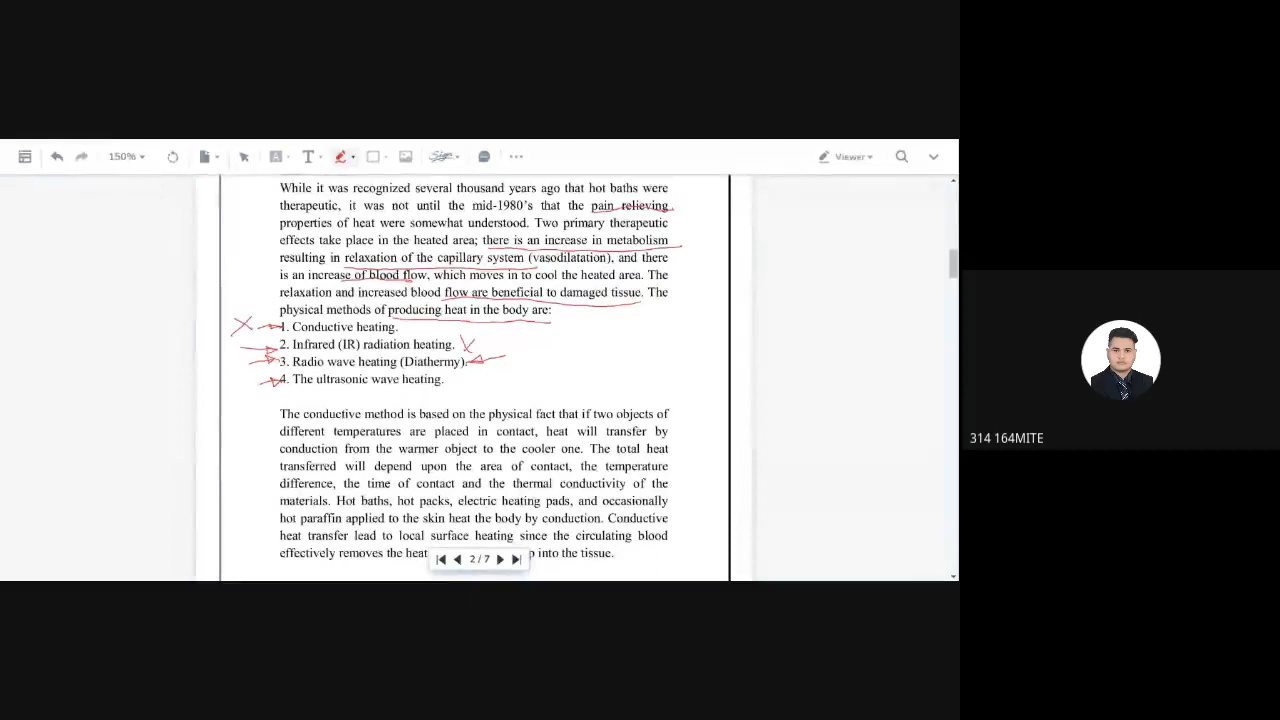 150%
T
Sign
Viewer
While it was recognized several thousand years ago that hot baths were
therapeutic, it was not until the mid-1980’s that the pain relieving
properties of heat were somewhat understood. Two primary therapeutic
effects take place in the heated area; there is an increase in metabolism
resulting in relaxation of the capillary system (vasodilatation), and there
is an increase of blood flow, which moves in to cool the heated area. The
relaxation and increased blood flow are beneficial to damaged tissue. The
physical methods of producing heat in the body are:
1. Conductive heating.
2. Infrared (IR) radiation heating.
3. Radio wave heating (Diathermy).
4. The ultrasonic wave heating.
The conductive method is based on the physical fact that if two objects of
different temperatures are placed in contact, heat will transfer by
conduction from the warmer object to the cooler one. The total heat
transferred will depend upon the area of contact, the temperature
difference, the time of contact and the thermal conductivity of the
materials. Hot baths, hot packs, electric heating pads, and occasionally
hot paraffin applied to the skin heat the body by conduction. Conductive
heat transfer lead to local surface heating since the circulating blood
effectively removes the heat p into the tissue.
2 / 7
314 164MITE